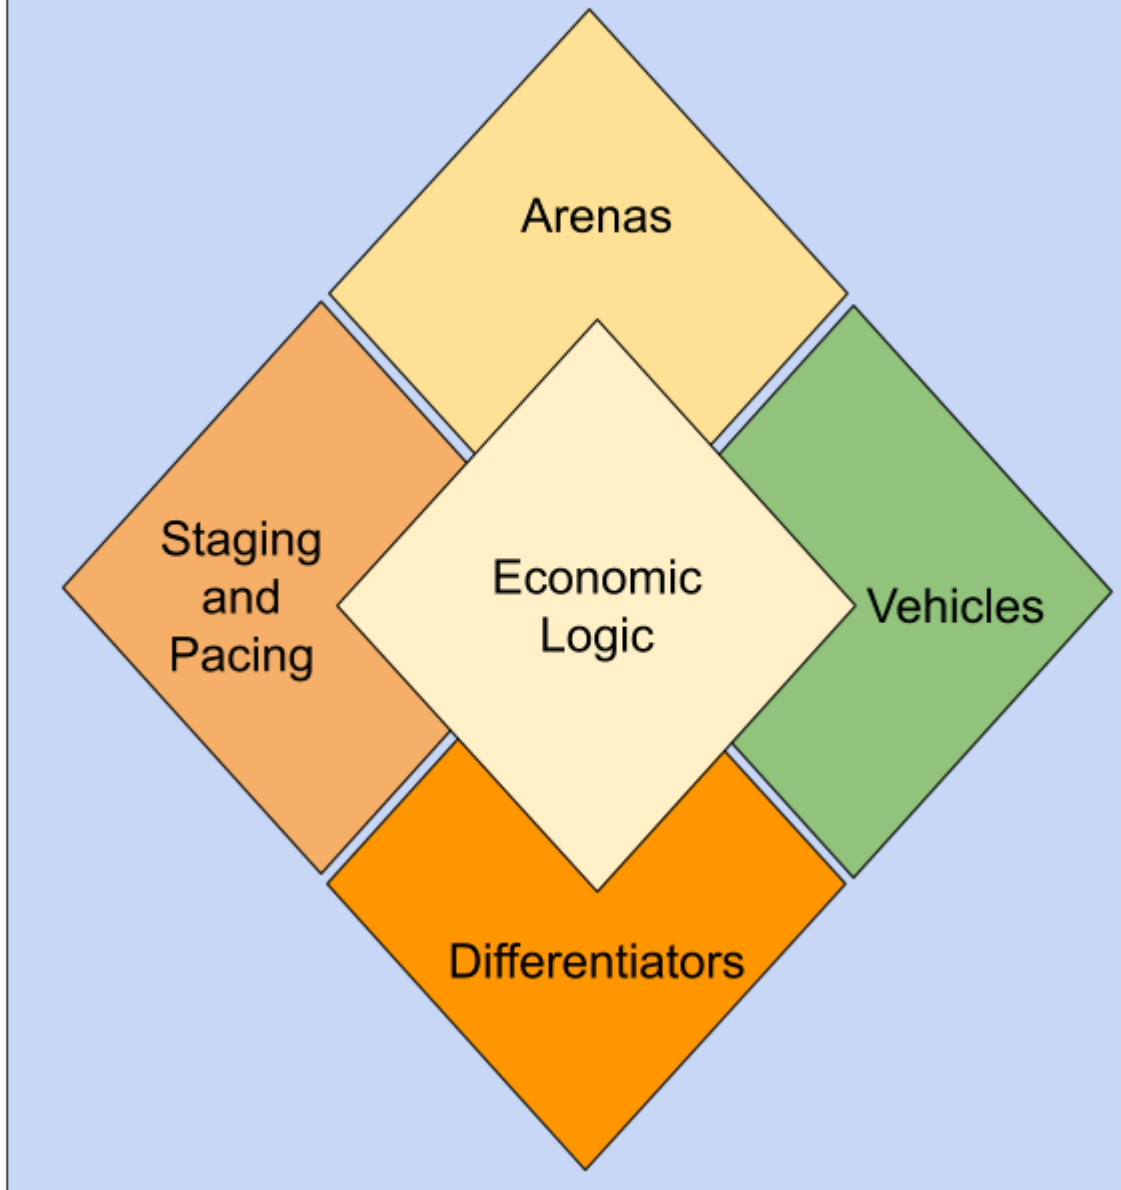 Arenas
Staging
and
Pacing
Economic
Logic
Vehicles
Differentiators